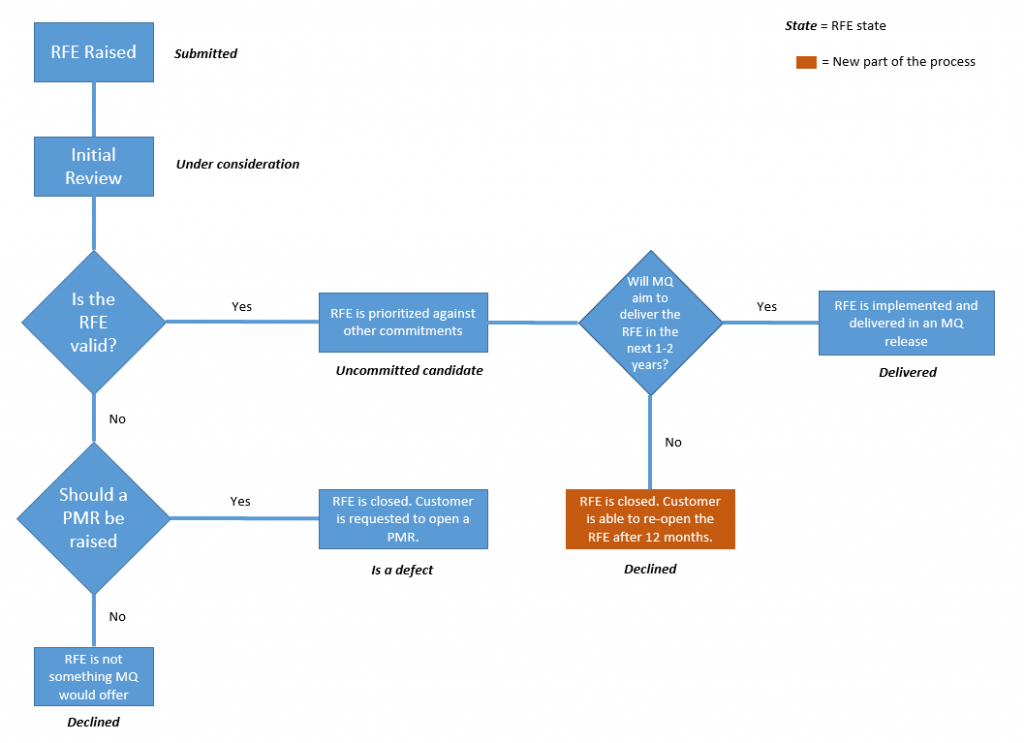 RFE Raised
Submitted
State = RFE state
= New part of the process
Initial
Review
Under consideration
Is the
RFE
valid?
Yes
RFE is prioritized against
other commitments
Uncommitted candidate
Will MQ
aim to
deliver the
RFE in the
next 1-2
years?
Yes
RFE is implemented and
delivered in an MQ
release
Delivered
No
No
Should a
PMR be
raised
Yes
RFE is closed. Customer
is requested to open a
PMR.
Is a defect
RFE is closed. Customer
is able to re-open the
RFE after 12 months.
Declined
No
RFE is not
something MQ
would offer
Declined